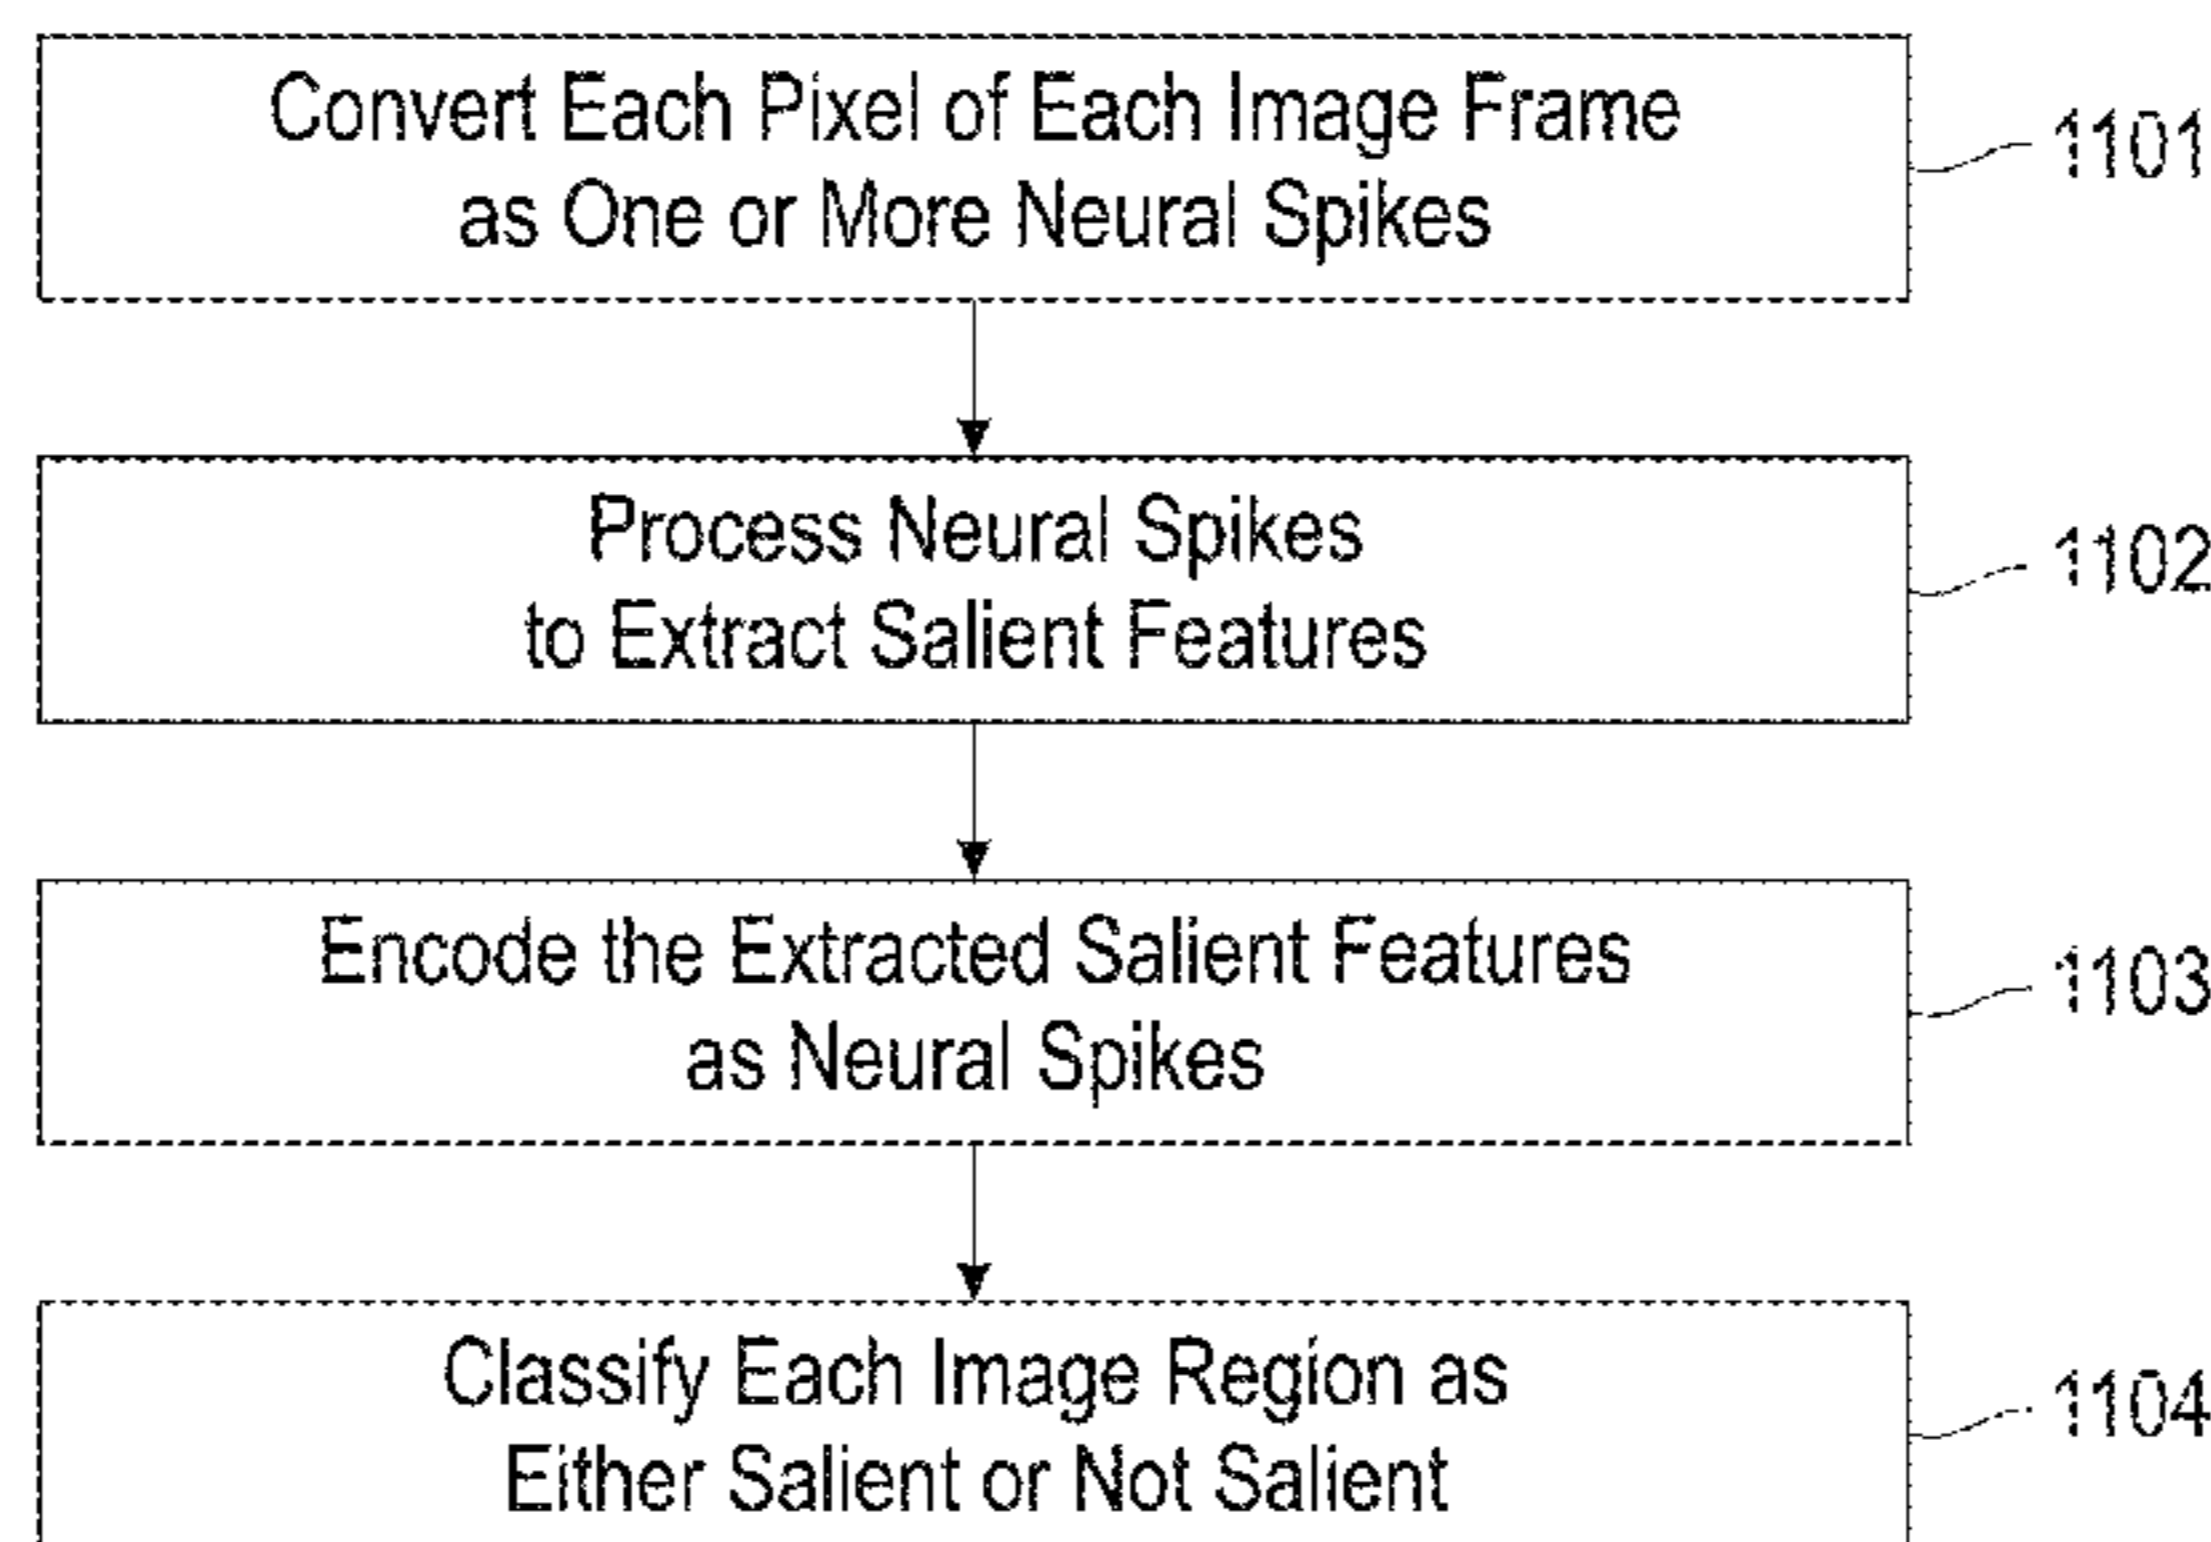 Convert Each Pixel of Each Image Frame
as One or More Neural Spikes
1101
Process Neural Spikes
to Extract Salient Features
1102
Encode the Extracted Salient Features
as Neural Spikes
1103
Classify Each Image Region as
Either Salient or Not Salient
1104